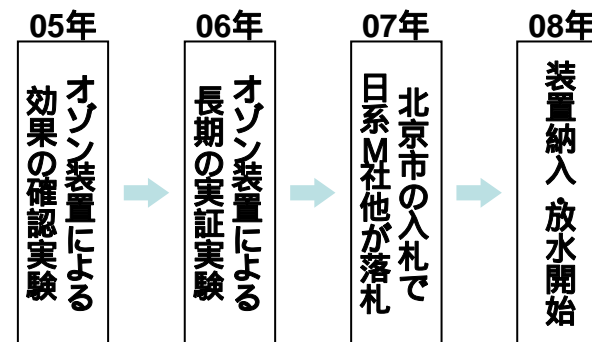 05年
オゾン装置による
効果の確認実験
06年
オゾン装置による
長期の実証実験
07年
北京市の入札で
日系M社他が落札
08年
装置納入・放水開始